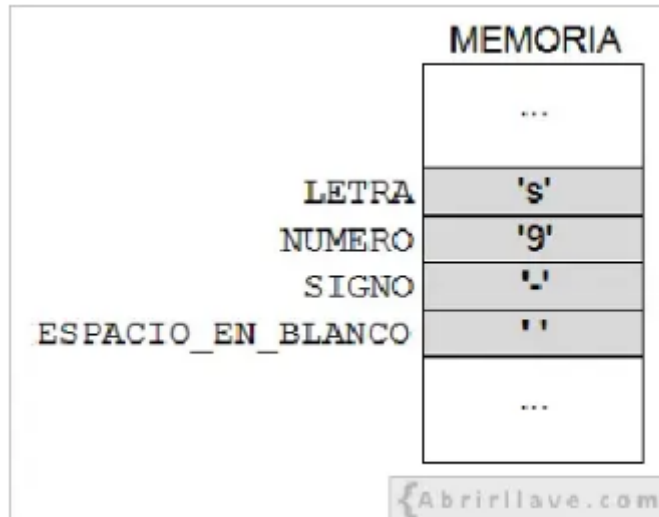 MEMORIA
...
LETRA 's'
NUMERO '9'
SIGNO '-'
ESPACIO_EN_BLANCO ' '
...
{Abrirllave.com